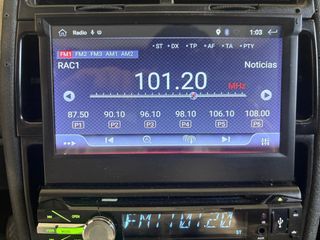 Radio
1:03
ST DX TP AF TA PTY
FM1 FM2 FM3 AM1 AM2
RAC1 Noticias
101.20 MHz
87.50 90.10 96.10 98.10 106.10 108.00
P1 P2 P3 P4 P5 P6
FM1 101.20
ST